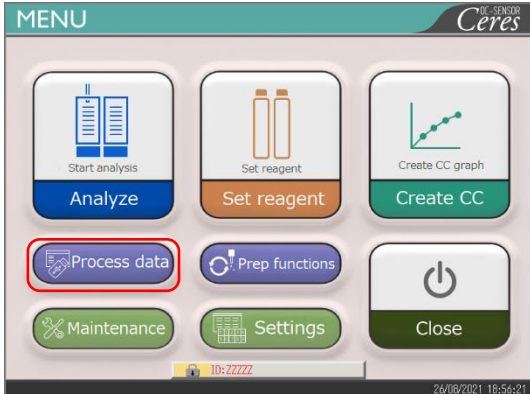 MENU
OC-SENSOR
Ceres
Start analysis
Analyze
Set reagent
Set reagent
Create CC graph
Create CC
Process data
Prep functions
Maintenance
Settings
Close
ID:ZZZZZ
26/08/2021 18:56:21